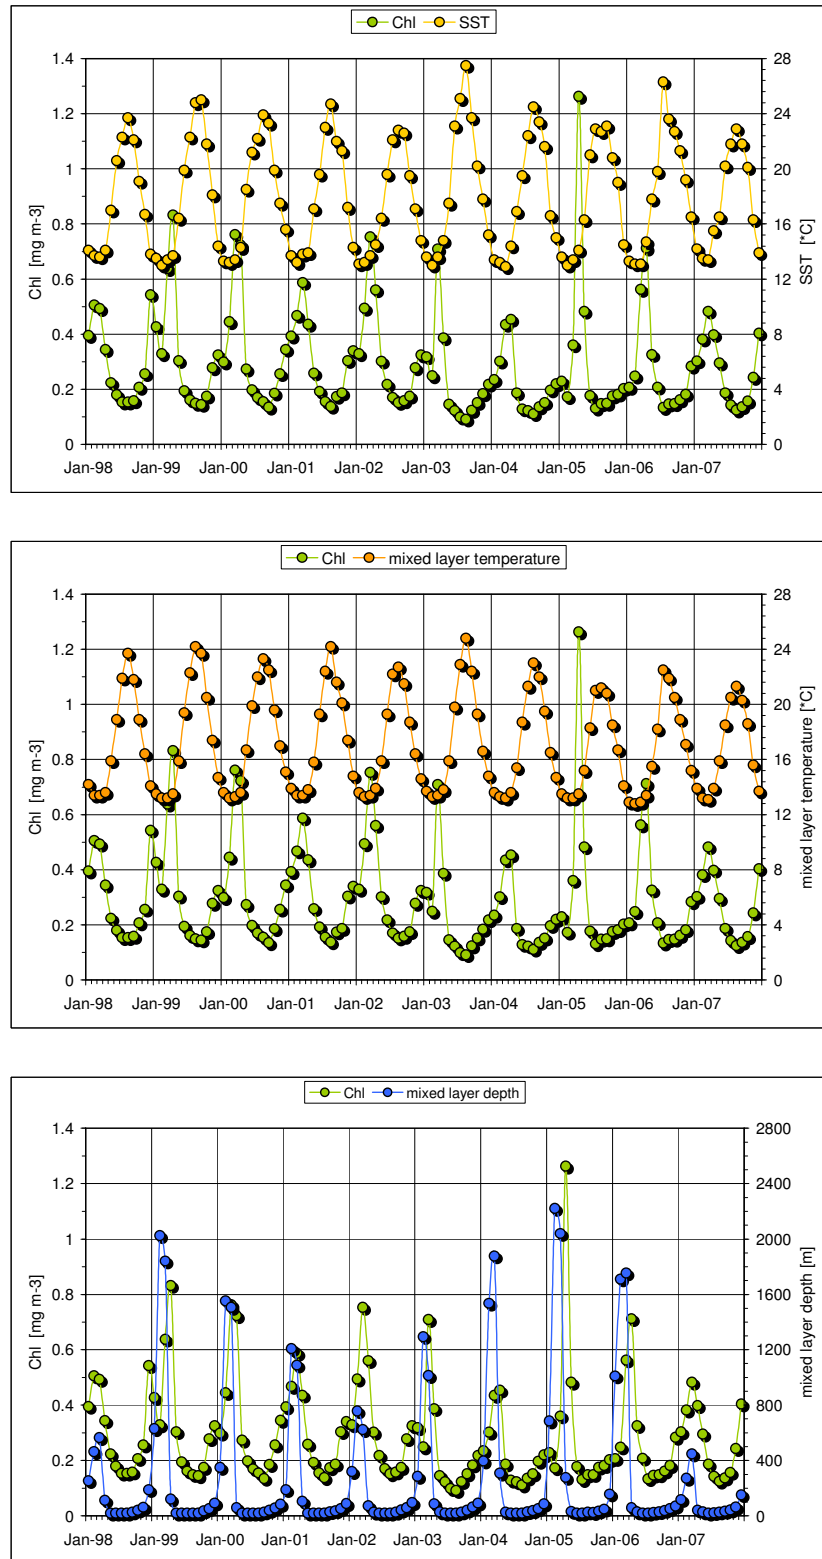 Chl SST
1.4 28
1.2 24
1 20
0.8 16
0.6 12
0.4 8
0.2 4
0 0
Chl [mg m-3]
SST [*C]
Jan-98 Jan-99 Jan-00 Jan-01 Jan-02 Jan-03 Jan-04 Jan-05 Jan-06 Jan-07
Chl mixed layer temperature
1.4 28
1.2 24
1 20
0.8 16
0.6 12
0.4 8
0.2 4
0 0
Chl [mg m-3]
mixed layer temperature [*C]
Jan-98 Jan-99 Jan-00 Jan-01 Jan-02 Jan-03 Jan-04 Jan-05 Jan-06 Jan-07
Chl mixed layer depth
1.4 2800
1.2 2400
1 2000
0.8 1600
0.6 1200
0.4 800
0.2 400
0 0
Chl [mg m-3]
mixed layer depth [m]
Jan-98 Jan-99 Jan-00 Jan-01 Jan-02 Jan-03 Jan-04 Jan-05 Jan-06 Jan-07